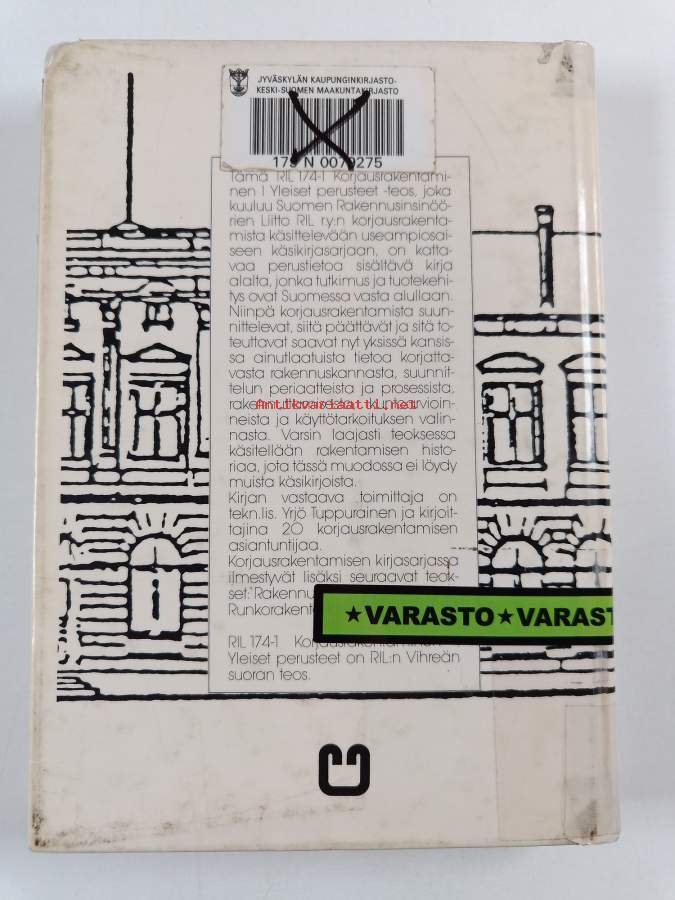 JYVÄSKYLÄN KAUPUNGINKIRJASTO-
KESKI-SUOMEN MAAKUNTAKIRJASTO
179 N 0079275
Tämä RIL 174-1 Korjausrakentami-
nen I Yleiset perusteet -teos, joka
kuuluu Suomen Rakennusinsinöö-
rien Liitto RIL ry:n korjausrakenta-
mista käsittelevään useampiosai-
seen käsikirjasarjaan, on katta-
vaa perustietoa sisältävä kirja
alalta, jonka tutkimus ja tuotekehi-
tys ovat Suomessa vasta alullaan.
Niinpä korjausrakentamista suun-
nittelevat, siitä päättävät ja sitä to-
teuttavat saavat nyt yksissä kansis-
sa ainutlaatuista tietoa korjatta-
vasta rakennuskannasta, suunnit-
telun periaatteista ja prosessista,
Antikvariaatti.net
kuntoarvioin-
neista ja käyttötarkoituksen valin-
nasta. Varsin laajasti teoksessa
käsitellään rakentamisen histo-
riaa, jota tässä muodossa ei löydy
muista käsikirjoista.
Kirjan vastaava toimittaja on
tekn.lis. Yrjö Tuppurainen ja kirjoit-
tajina 20 korjausrakentamisen
asiantuntijaa.
Korjausrakentamisen kirjasarjassa
ilmestyvät lisäksi seuraavat teok-
set:
★VARASTO★VARAST
RIL 174-1
Yleiset perusteet on RIL:n Vihreän
suoran teos.